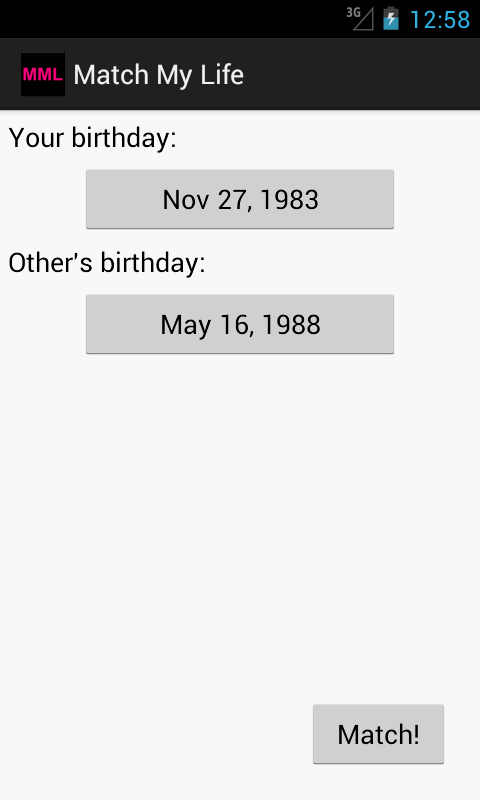 3G 12:58
MML Match My Life
Your birthday:
Nov 27, 1983
Other's birthday:
May 16, 1988
Match!